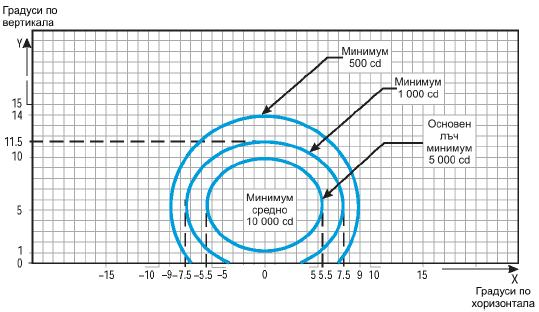 Градуси по
вертикала
Y
Минимум
500 cd
Минимум
1 000 cd
15
14
11.5
10
Основен
лъч
минимум
5 000 cd
Минимум
средно
10 000 cd
5
1
0
–15 –10 –9 –7.5 –5.5 –5 0 5 5.5 7.5 9 10 15 X
Градуси по
хоризонтала